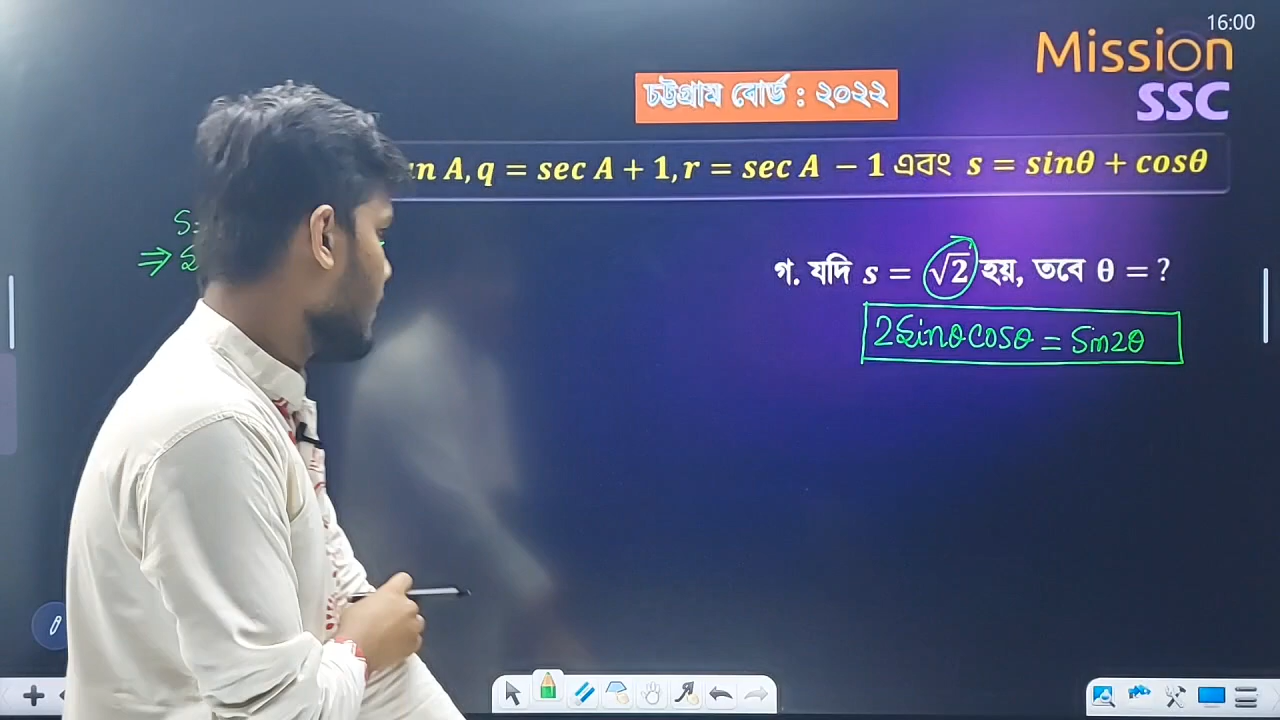 16:00
Mission
SSC
চট্টগ্রাম বোর্ড : ২০২২
an A, q = sec A + 1, r = sec A − 1 এবং s = sinθ + cosθ
s=
⇒
গ. যদি s = √2 হয়, তবে θ = ?
2sinθcosθ = sin2θ